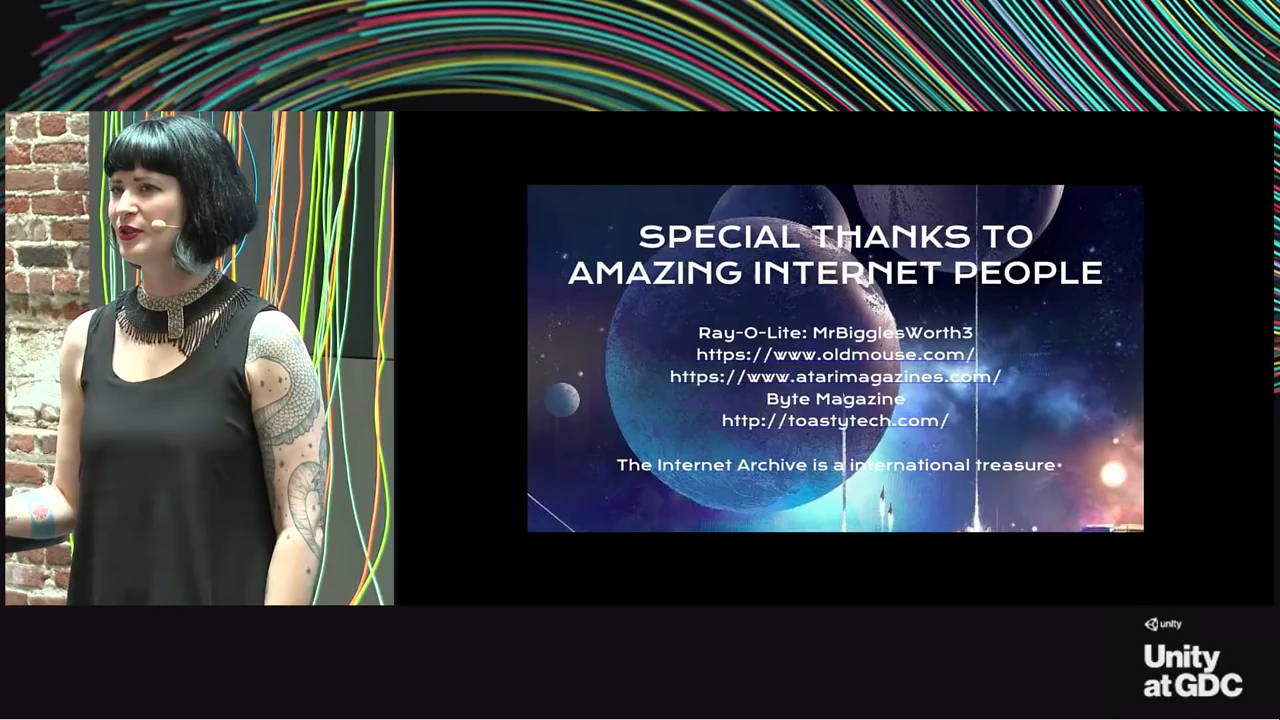 SPECIAL THANKS TO
AMAZING INTERNET PEOPLE
Ray-O-Lite: MrBigglesWorth3
https://www.oldmouse.com/
https://www.atarimagazines.com/
Byte Magazine
http://toastytech.com/
The Internet Archive is a international treasure
unity
Unity
at GDC